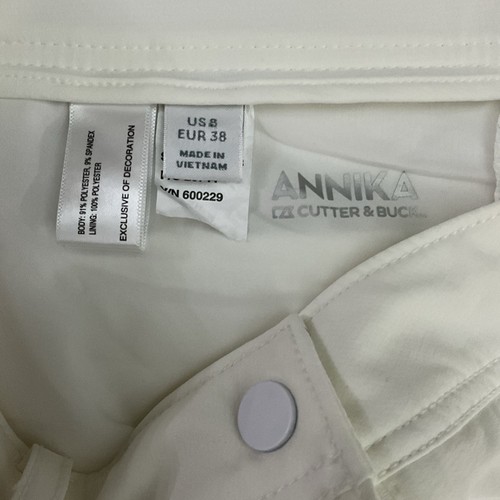 BODY: 91% POLYESTER, 9% SPANDEX
LINING: 100% POLYESTER
EXCLUSIVE OF DECORATION
US 8
EUR 38
MADE IN
VIETNAM
600229
ANNIKA
CUTTER & BUCK